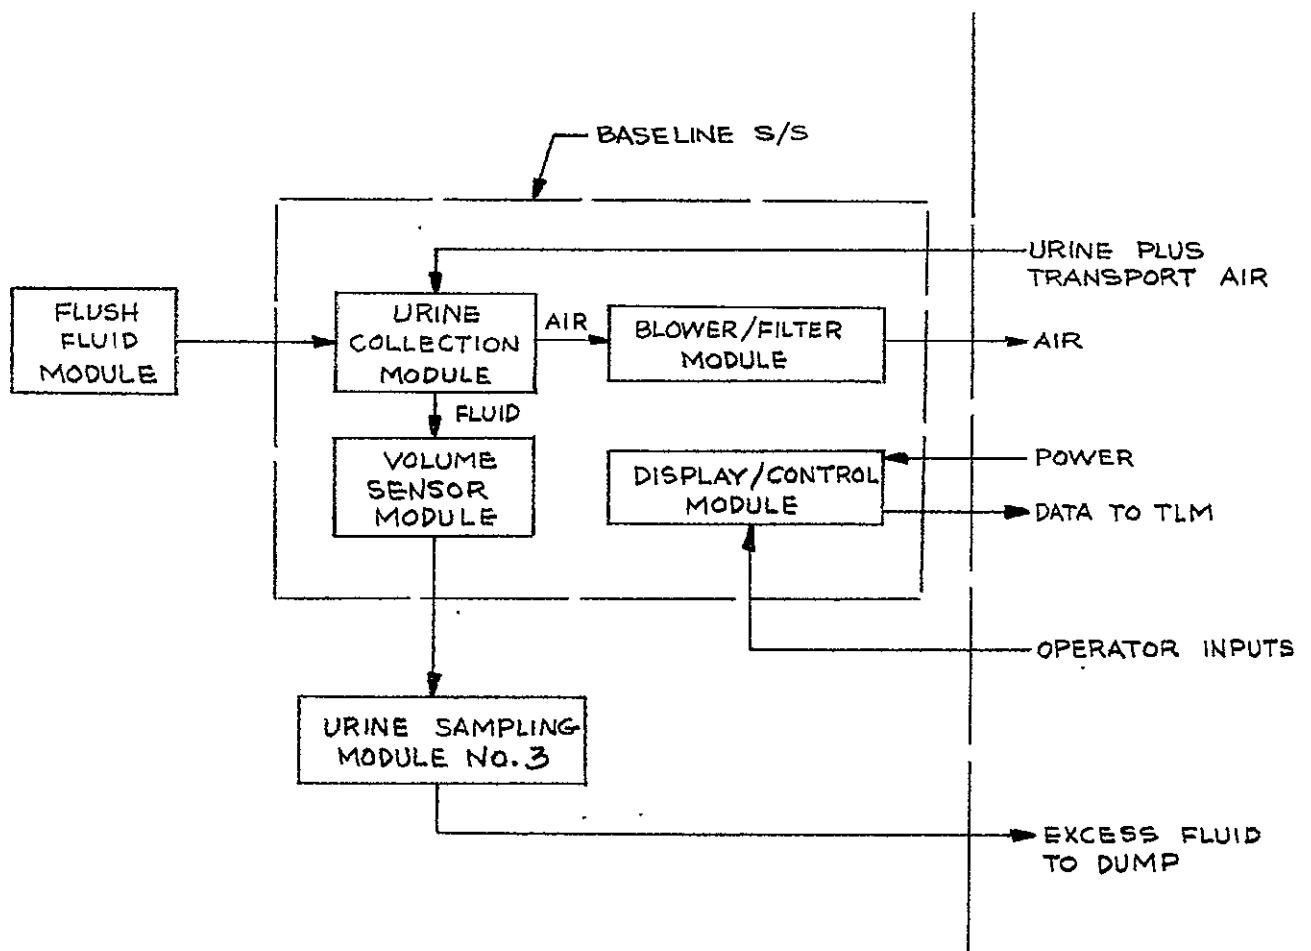 BASELINE S/S
URINE PLUS
TRANSPORT AIR
FLUSH
FLUID
MODULE
URINE
COLLECTION
MODULE
AIR
BLOWER/FILTER
MODULE
AIR
FLUID
VOLUME
SENSOR
MODULE
DISPLAY/CONTROL
MODULE
POWER
DATA TO TLM
OPERATOR INPUTS
URINE SAMPLING
MODULE NO. 3
EXCESS FLUID
TO DUMP